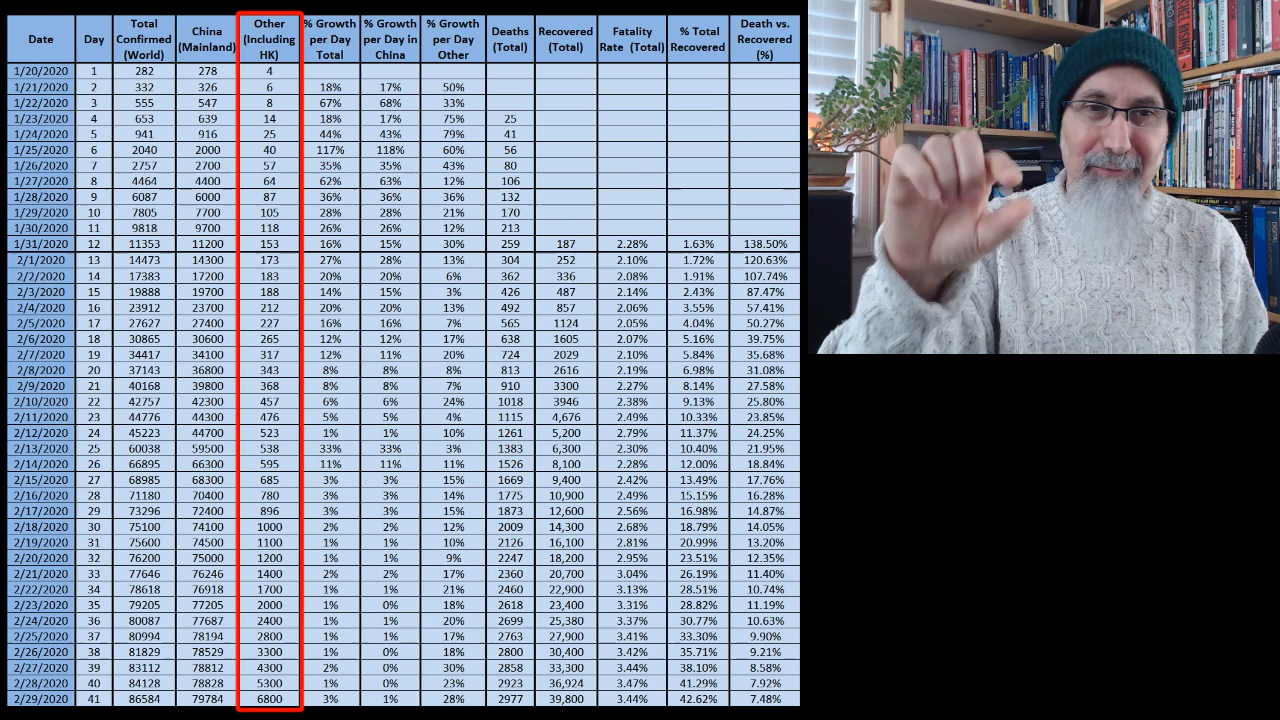 Date Day Total Confirmed (World) China (Mainland) Other (Including HK) % Growth per Day Total % Growth per Day in China % Growth per Day Other Deaths (Total) Recovered (Total) Fatality Rate (Total) % Total Recovered Death vs. Recovered (%)
1/20/2020 1 282 278 4
1/21/2020 2 332 326 6 18% 17% 50%
1/22/2020 3 555 547 8 67% 68% 33%
1/23/2020 4 653 639 14 18% 17% 75% 25
1/24/2020 5 941 916 25 44% 43% 79% 41
1/25/2020 6 2040 2000 40 117% 118% 60% 56
1/26/2020 7 2757 2700 57 35% 35% 43% 80
1/27/2020 8 4464 4400 64 62% 63% 12% 106
1/28/2020 9 6087 6000 87 36% 36% 36% 132
1/29/2020 10 7805 7700 105 28% 28% 21% 170
1/30/2020 11 9818 9700 118 26% 26% 12% 213
1/31/2020 12 11353 11200 153 16% 15% 30% 259 187 2.28% 1.63% 138.50%
2/1/2020 13 14473 14300 173 27% 28% 13% 304 252 2.10% 1.72% 120.63%
2/2/2020 14 17383 17200 183 20% 20% 6% 362 336 2.08% 1.91% 107.74%
2/3/2020 15 19888 19700 188 14% 15% 3% 426 487 2.14% 2.43% 87.47%
2/4/2020 16 23912 23700 212 20% 20% 13% 492 857 2.06% 3.55% 57.41%
2/5/2020 17 27627 27400 227 16% 16% 7% 565 1124 2.05% 4.04% 50.27%
2/6/2020 18 30865 30600 265 12% 12% 17% 638 1605 2.07% 5.16% 39.75%
2/7/2020 19 34417 34100 317 12% 11% 20% 724 2029 2.10% 5.84% 35.68%
2/8/2020 20 37143 36800 343 8% 8% 8% 813 2616 2.19% 6.98% 31.08%
2/9/2020 21 40168 39800 368 8% 8% 7% 910 3300 2.27% 8.14% 27.58%
2/10/2020 22 42757 42300 457 6% 6% 24% 1018 3946 2.38% 9.13% 25.80%
2/11/2020 23 44776 44300 476 5% 5% 4% 1115 4,676 2.49% 10.33% 23.85%
2/12/2020 24 45223 44700 523 1% 1% 10% 1261 5,200 2.79% 11.37% 24.25%
2/13/2020 25 60038 59500 538 33% 33% 3% 1383 6,300 2.30% 10.40% 21.95%
2/14/2020 26 66895 66300 595 11% 11% 11% 1526 8,100 2.28% 12.00% 18.84%
2/15/2020 27 68985 68300 685 3% 3% 15% 1669 9,400 2.42% 13.49% 17.76%
2/16/2020 28 71180 70400 780 3% 3% 14% 1775 10,900 2.49% 15.15% 16.28%
2/17/2020 29 73296 72400 896 3% 3% 15% 1873 12,600 2.56% 16.98% 14.87%
2/18/2020 30 75100 74100 1000 2% 2% 12% 2009 14,300 2.68% 18.79% 14.05%
2/19/2020 31 75600 74500 1100 1% 1% 10% 2126 16,100 2.81% 20.99% 13.20%
2/20/2020 32 76200 75000 1200 1% 1% 9% 2247 18,200 2.95% 23.51% 12.35%
2/21/2020 33 77646 76246 1400 2% 2% 17% 2360 20,700 3.04% 26.19% 11.40%
2/22/2020 34 78618 76918 1700 1% 1% 21% 2460 22,900 3.13% 28.51% 10.74%
2/23/2020 35 79205 77205 2000 1% 0% 18% 2618 23,400 3.31% 28.82% 11.19%
2/24/2020 36 80087 77687 2400 1% 1% 20% 2699 25,380 3.37% 30.77% 10.63%
2/25/2020 37 80994 78194 2800 1% 1% 17% 2763 27,900 3.41% 33.30% 9.90%
2/26/2020 38 81829 78529 3300 1% 0% 18% 2800 30,400 3.42% 35.71% 9.21%
2/27/2020 39 83112 78812 4300 2% 0% 30% 2858 33,300 3.44% 38.10% 8.58%
2/28/2020 40 84128 78828 5300 1% 0% 23% 2923 36,924 3.47% 41.29% 7.92%
2/29/2020 41 86584 79784 6800 3% 1% 28% 2977 39,800 3.44% 42.62% 7.48%